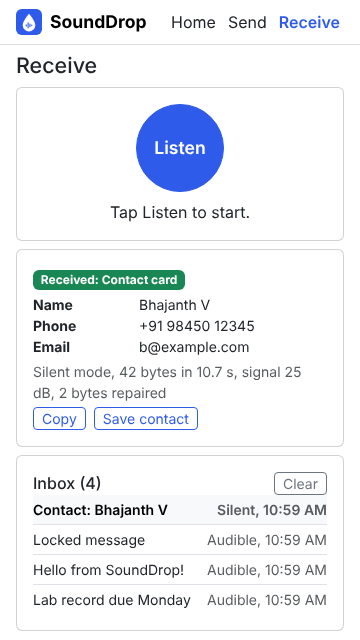 SoundDrop Home Send Receive
Receive
Listen
Tap Listen to start.
Received: Contact card
Name Bhajanth V
Phone +91 98450 12345
Email b@example.com
Silent mode, 42 bytes in 10.7 s, signal 25
dB, 2 bytes repaired
Copy Save contact
Inbox (4) Clear
Contact: Bhajanth V Silent, 10:59 AM
Locked message Audible, 10:59 AM
Hello from SoundDrop! Audible, 10:59 AM
Lab record due Monday Audible, 10:59 AM